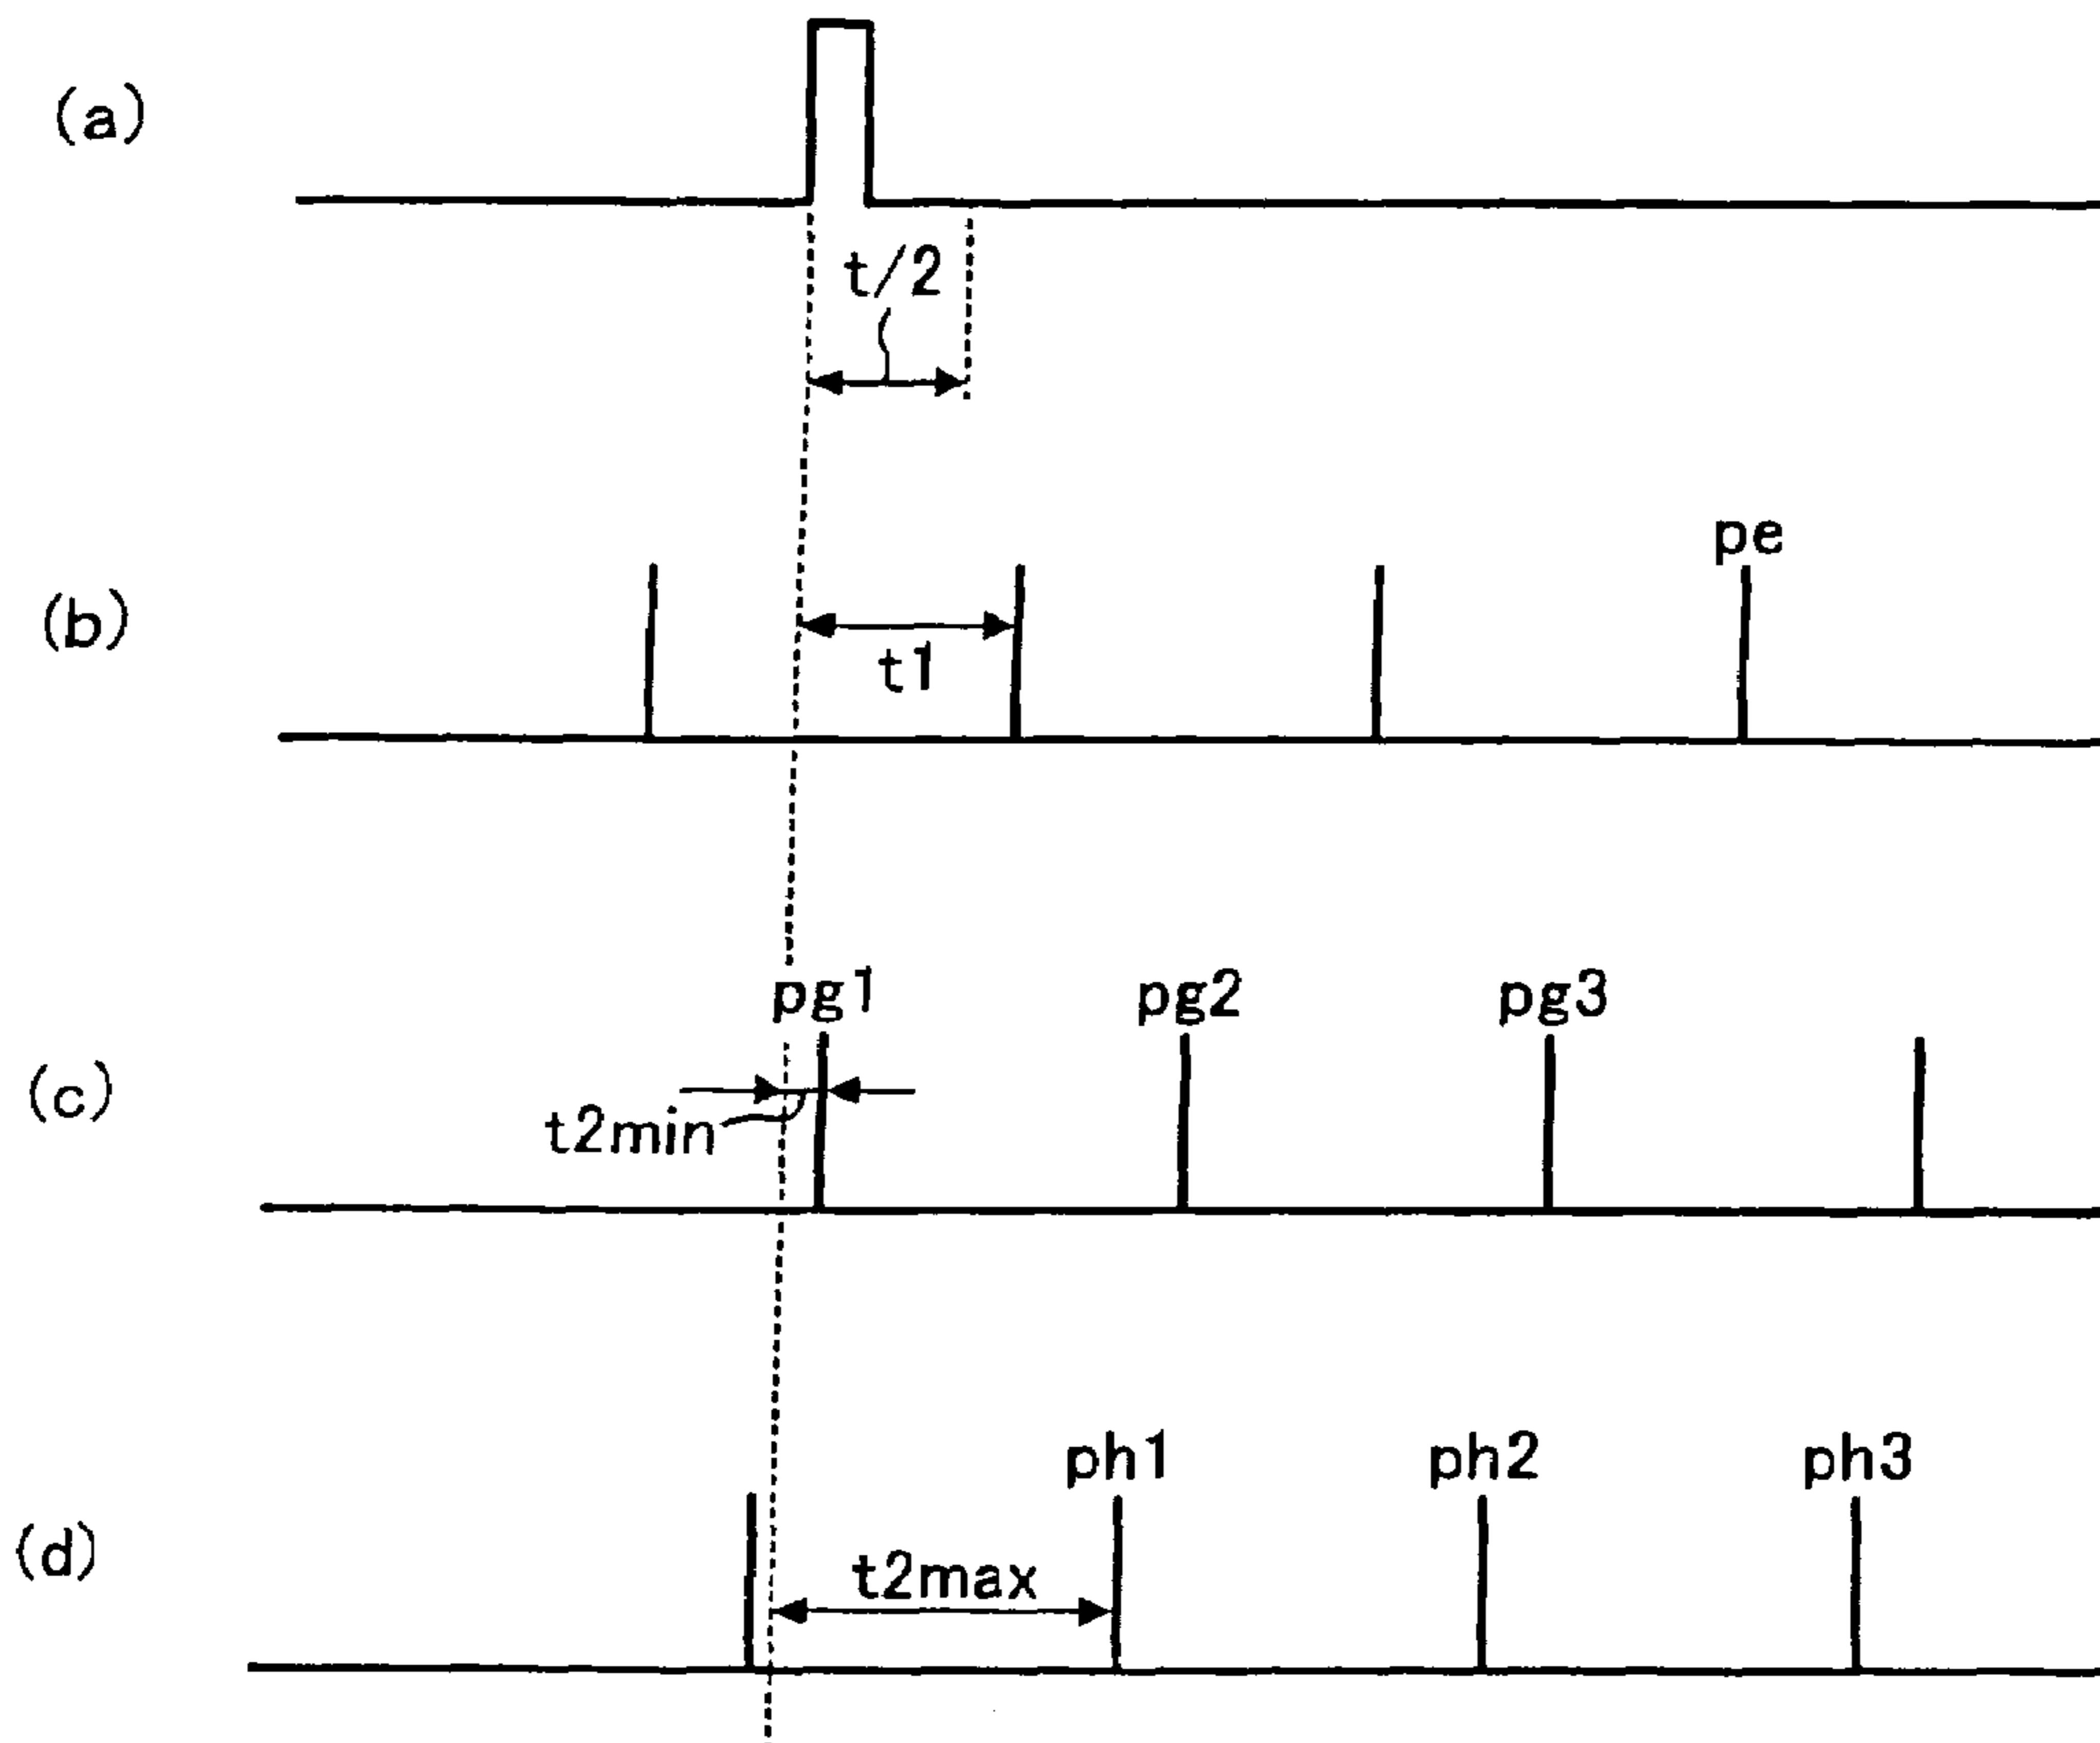 (a)
t/2
pe
(b)
t1
pg1 pg2 pg3
(c)
t2min
ph1 ph2 ph3
(d)
t2max